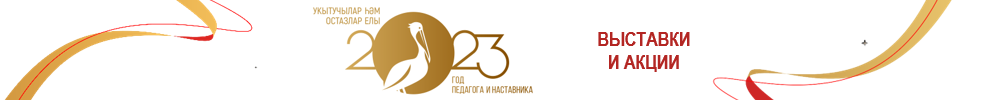 УКЫТУЧЫЛАР ҺӘМ
ОСТАЗЛАР ЕЛЫ
2023
ГОД
ПЕДАГОГА И НАСТАВНИКА
ВЫСТАВКИ
И АКЦИИ